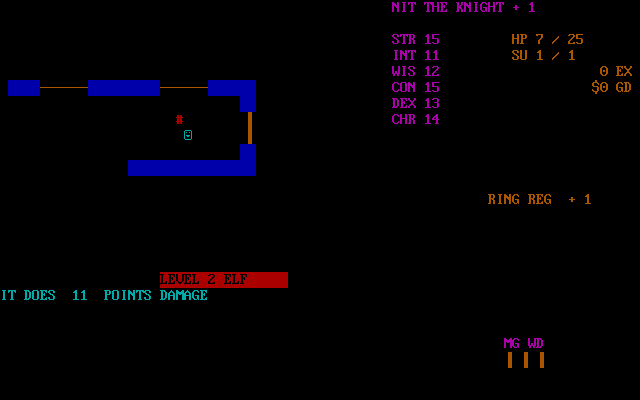 NIT THE KNIGHT + 1
STR 15 HP 7 / 25
INT 11 SU 1 / 1
WIS 12 0 EX
CON 15 $0 GD
DEX 13
CHR 14
RING REG + 1
LEVEL 2 ELF
IT DOES 11 POINTS DAMAGE
MG WD